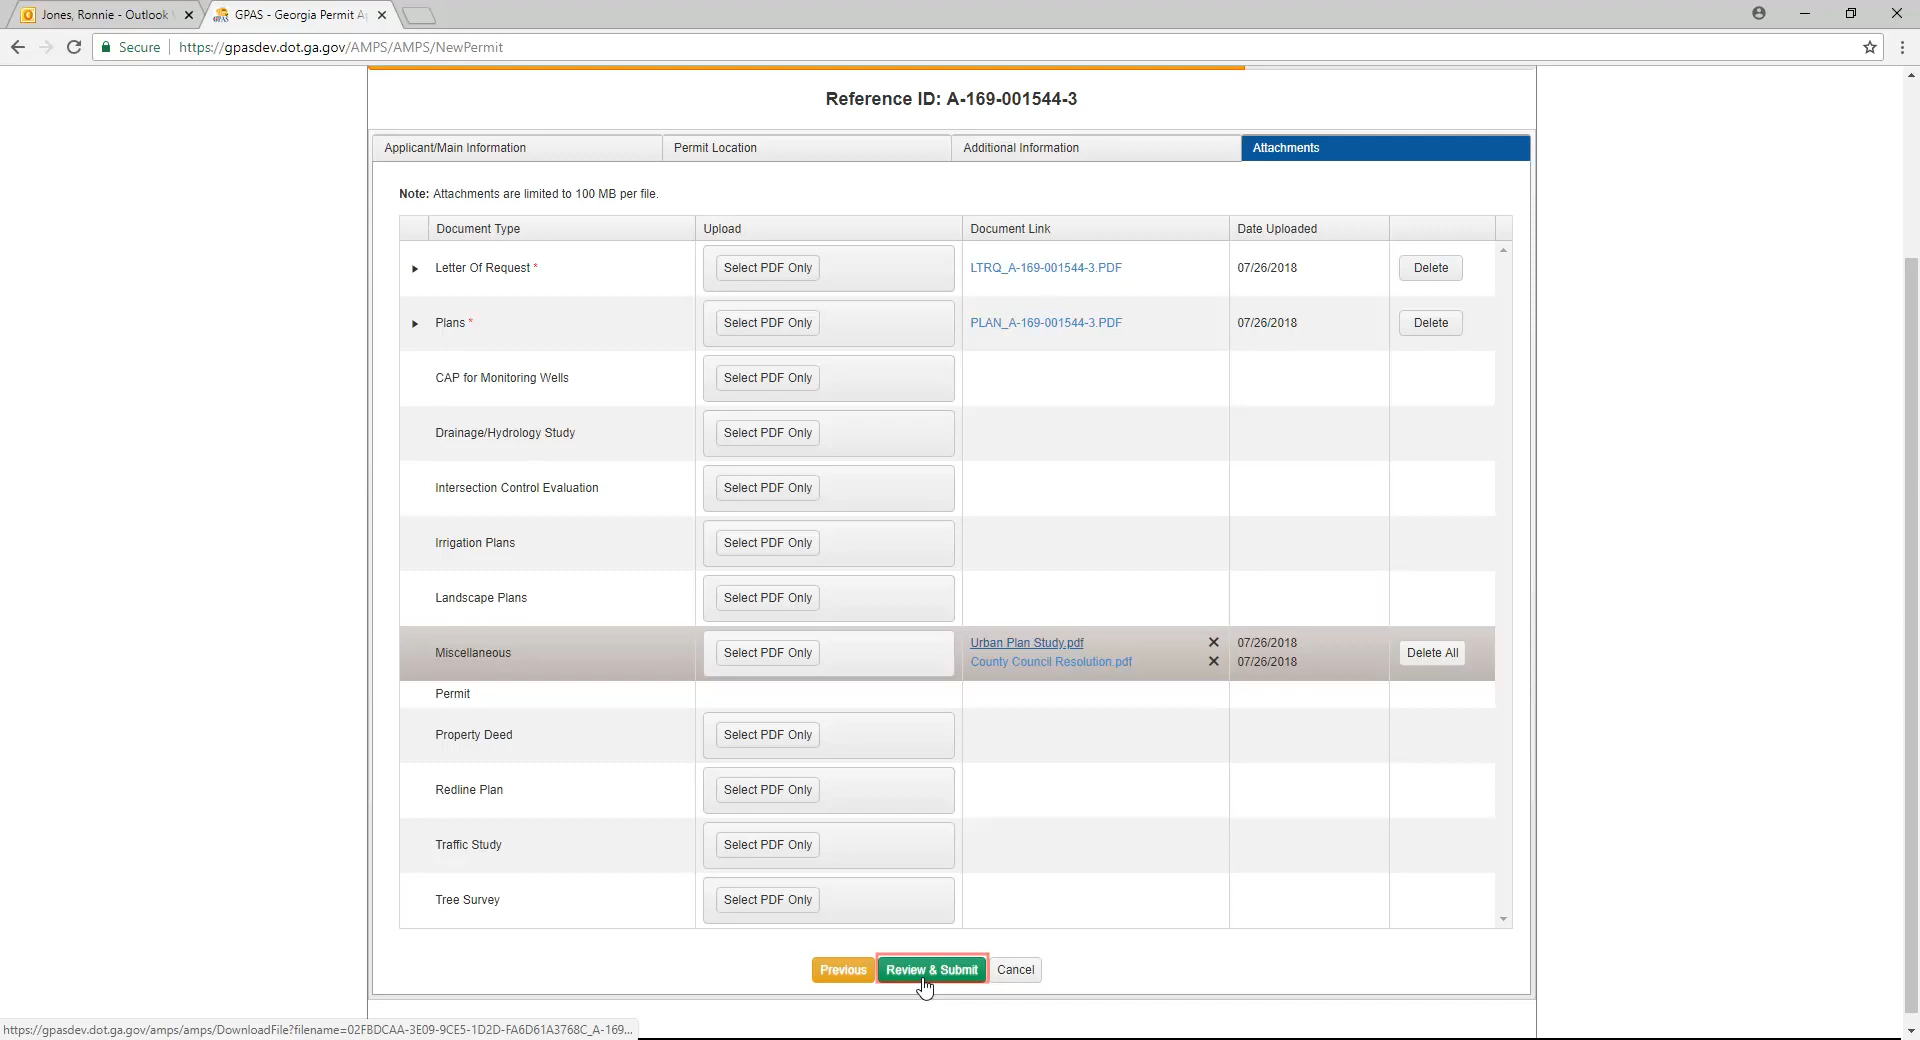 Jones, Ronnie - Outlook
GPAS - Georgia Permit Ap
Secure https://gpasdev.dot.ga.gov/AMPS/AMPS/NewPermit
Reference ID: A-169-001544-3
Applicant/Main Information Permit Location Additional Information Attachments
Note: Attachments are limited to 100 MB per file.
Document Type Upload Document Link Date Uploaded
Letter Of Request * Select PDF Only LTRQ_A-169-001544-3.PDF 07/26/2018 Delete
Plans * Select PDF Only PLAN_A-169-001544-3.PDF 07/26/2018 Delete
CAP for Monitoring Wells Select PDF Only
Drainage/Hydrology Study Select PDF Only
Intersection Control Evaluation Select PDF Only
Irrigation Plans Select PDF Only
Landscape Plans Select PDF Only
Miscellaneous Select PDF Only Urban Plan Study.pdf 07/26/2018 Delete All
County Council Resolution.pdf 07/26/2018
Permit
Property Deed Select PDF Only
Redline Plan Select PDF Only
Traffic Study Select PDF Only
Tree Survey Select PDF Only
Previous Review & Submit Cancel
https://gpasdev.dot.ga.gov/amps/amps/DownloadFile?filename=02FBDCAA-3E09-9CE5-1D2D-FA6D61A3768C_A-169...